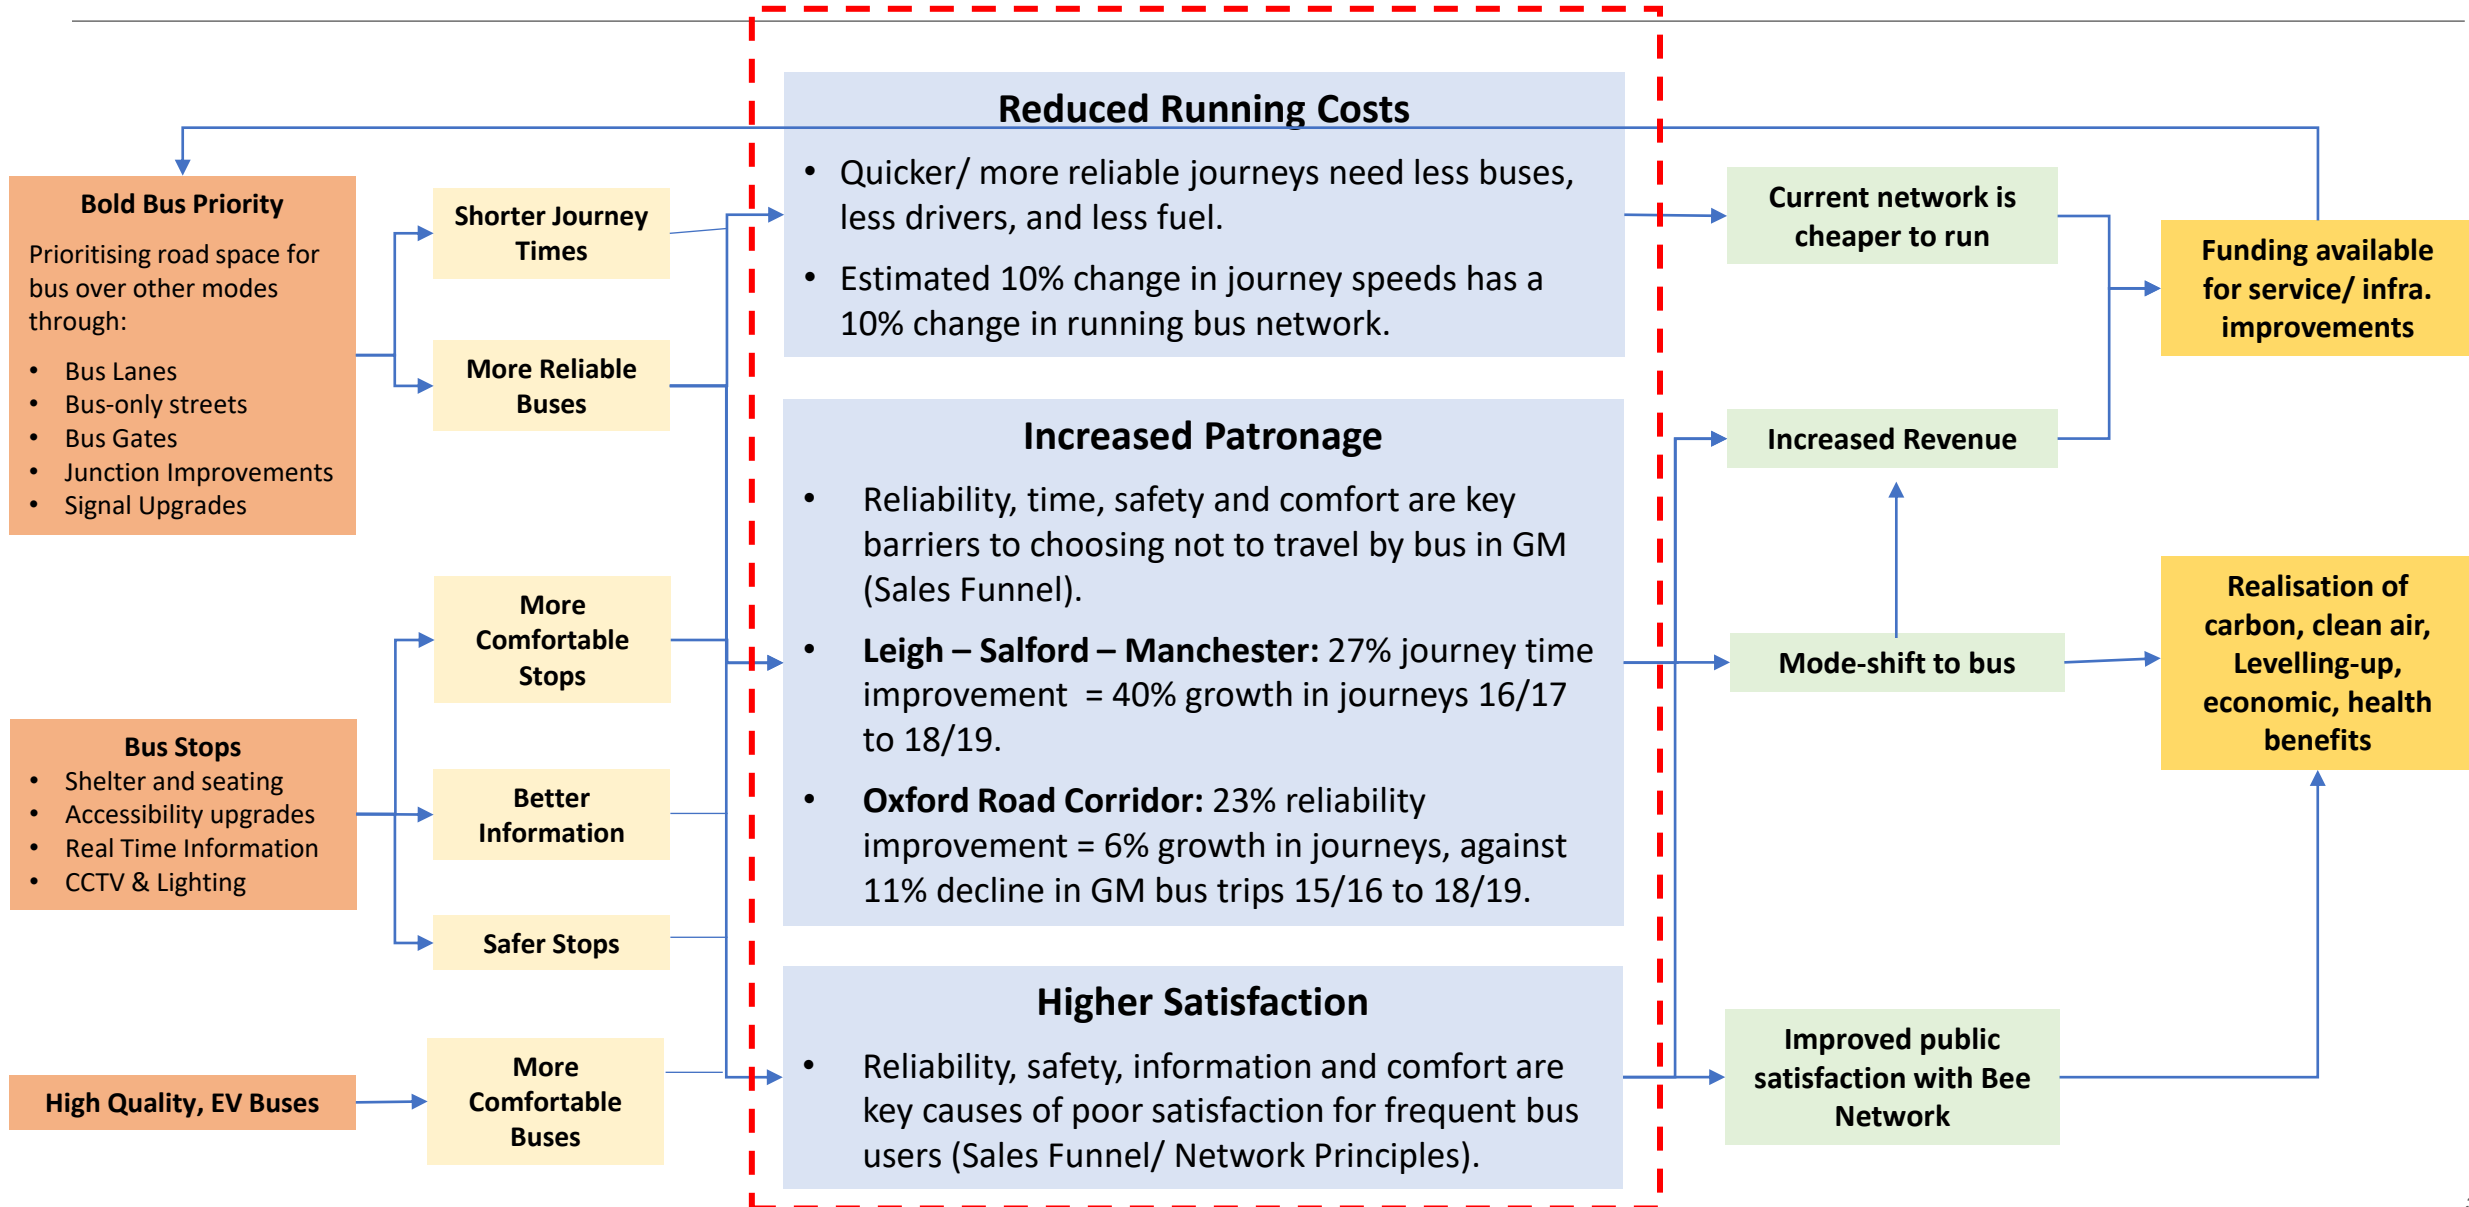 Bold Bus Priority
Prioritising road space for
bus over other modes
through:
• Bus Lanes
• Bus-only streets
• Bus Gates
• Junction Improvements
• Signal Upgrades
Bus Stops
• Shelter and seating
• Accessibility upgrades
• Real Time Information
• CCTV & Lighting
High Quality, EV Buses
Shorter Journey
Times
More Reliable
Buses
More
Comfortable
Stops
Better
Information
Safer Stops
More
Comfortable
Buses
Reduced Running Costs
• Quicker/ more reliable journeys need less buses,
less drivers, and less fuel.
• Estimated 10% change in journey speeds has a
10% change in running bus network.
Increased Patronage
• Reliability, time, safety and comfort are key
barriers to choosing not to travel by bus in GM
(Sales Funnel).
• Leigh – Salford – Manchester: 27% journey time
improvement = 40% growth in journeys 16/17
to 18/19.
• Oxford Road Corridor: 23% reliability
improvement = 6% growth in journeys, against
11% decline in GM bus trips 15/16 to 18/19.
Higher Satisfaction
• Reliability, safety, information and comfort are
key causes of poor satisfaction for frequent bus
users (Sales Funnel/ Network Principles).
Current network is
cheaper to run
Increased Revenue
Mode-shift to bus
Improved public
satisfaction with Bee
Network
Funding available
for service/ infra.
improvements
Realisation of
carbon, clean air,
Levelling-up,
economic, health
benefits